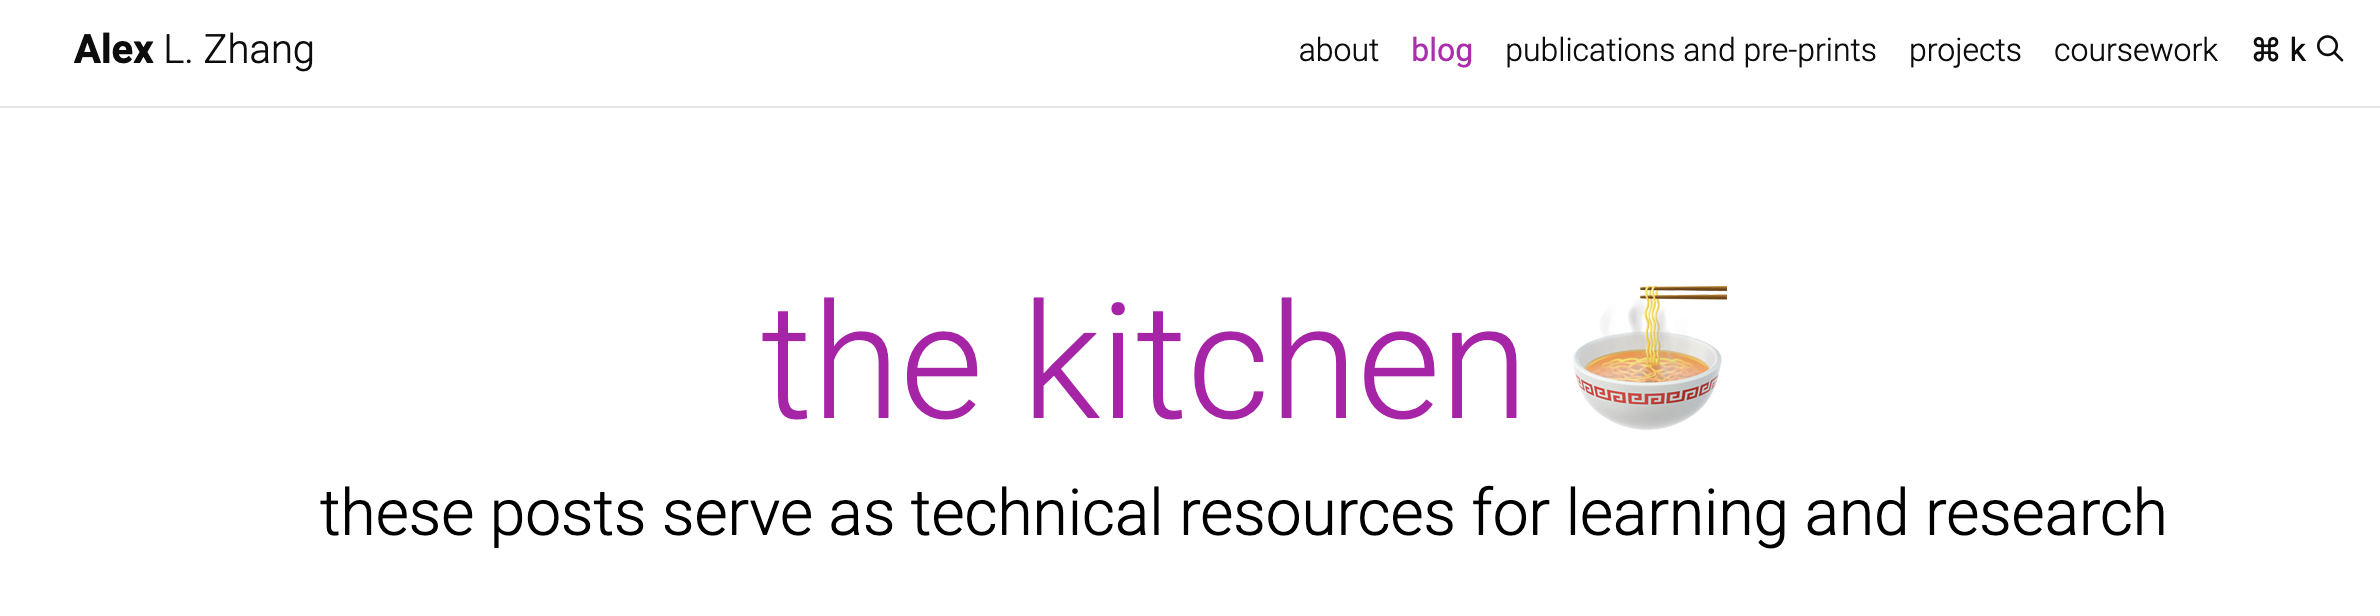 Alex L. Zhang about blog publications and pre-prints projects coursework ⌘ k
the kitchen 🍜
these posts serve as technical resources for learning and research